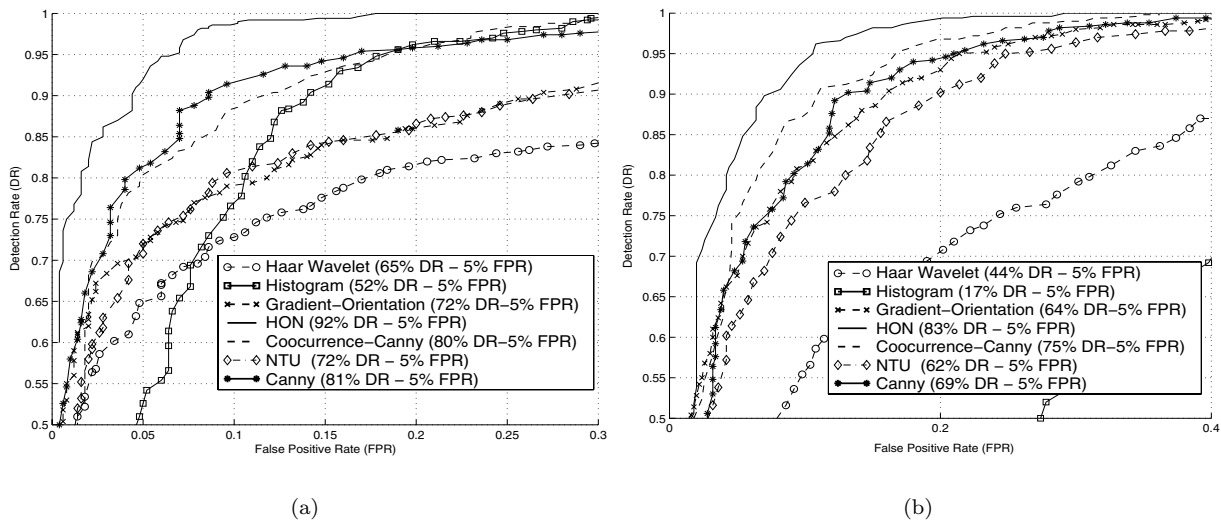 1
0.95
0.9
0.85
0.8
0.75
0.7
0.65
0.6
0.55
0.5
Detection Rate (DR)
Haar Wavelet (65% DR – 5% FPR)
Histogram (52% DR – 5% FPR)
Gradient–Orientation (72% DR–5% FPR)
HON (92% DR – 5% FPR)
Coocurrence–Canny (80% DR–5% FPR)
NTU (72% DR – 5% FPR)
Canny (81% DR – 5% FPR)
0 0.05 0.1 0.15 0.2 0.25 0.3
False Positive Rate (FPR)
(a)
1
0.95
0.9
0.85
0.8
0.75
0.7
0.65
0.6
0.55
0.5
Detection Rate (DR)
Haar Wavelet (44% DR – 5% FPR)
Histogram (17% DR – 5% FPR)
Gradient–Orientation (64% DR–5% FPR)
HON (83% DR – 5% FPR)
Coocurrence–Canny (75% DR–5% FPR)
NTU (62% DR – 5% FPR)
Canny (69% DR – 5% FPR)
0 0.2 0.4
False Positive Rate (FPR)
(b)